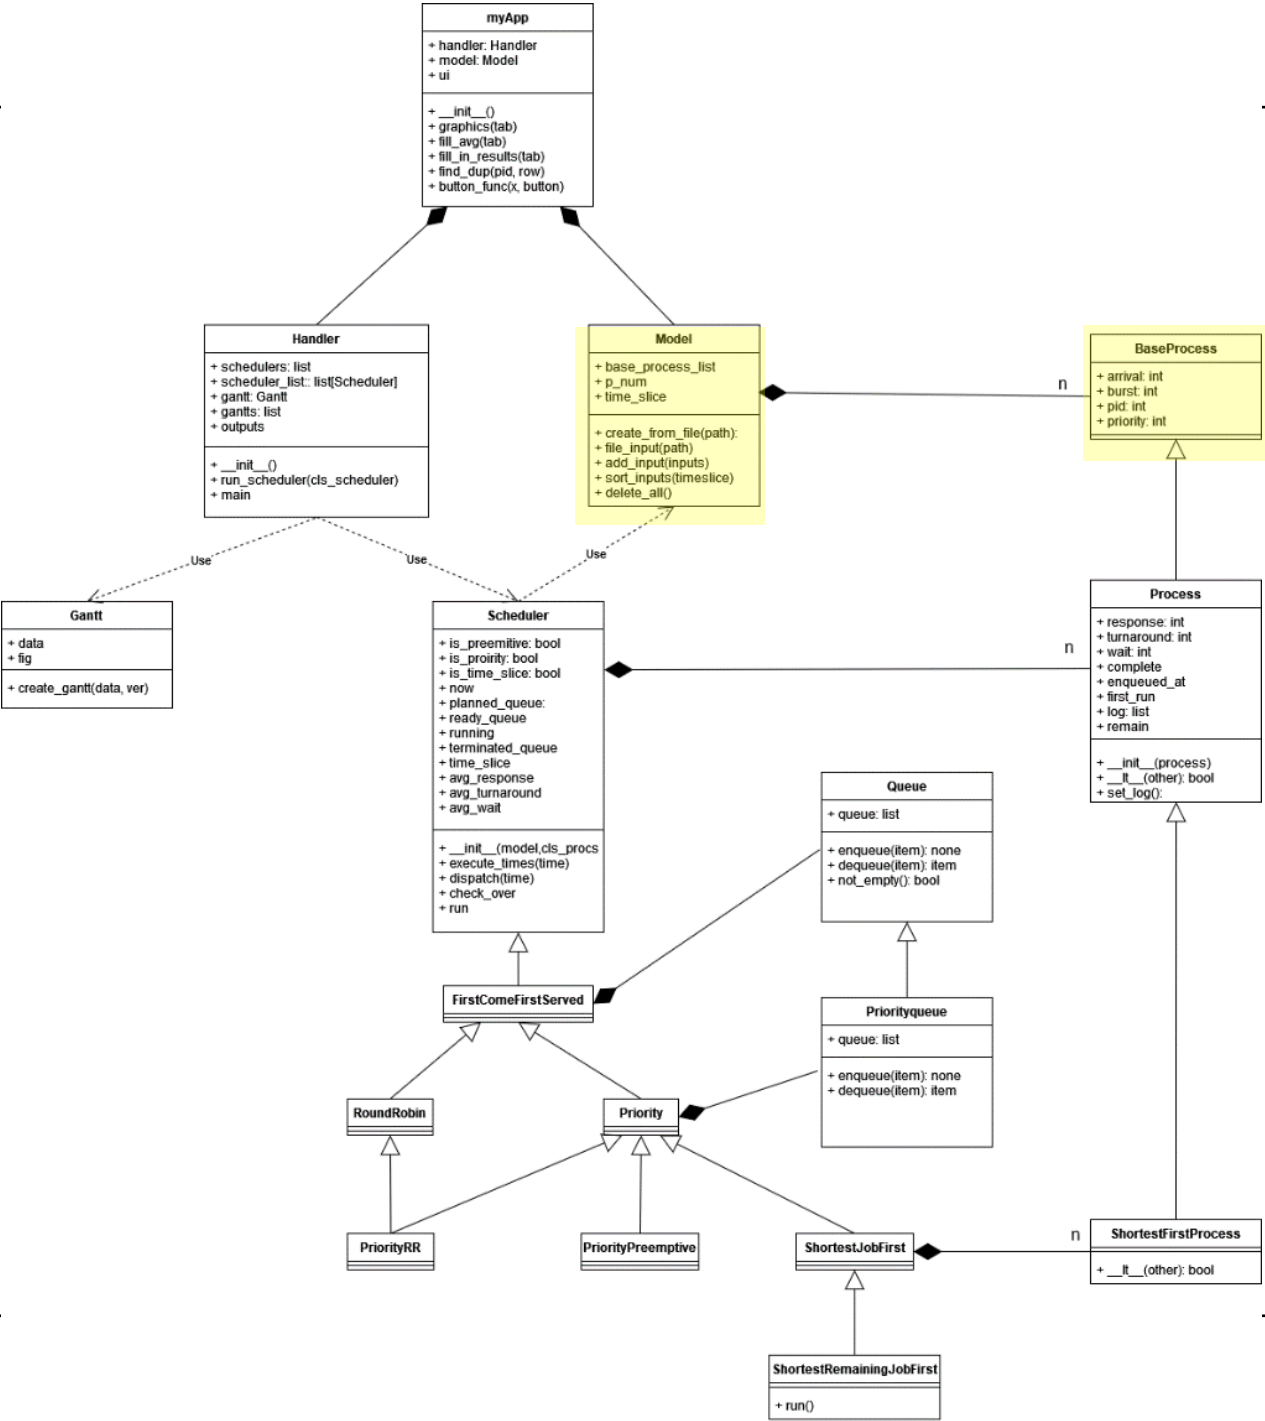 myApp
+ handler: Handler
+ model: Model
+ ui
+ __init__()
+ graphics(tab)
+ fill_avg(tab)
+ fill_in_results(tab)
+ find_dup(pid, row)
+ button_func(x, button)
Handler
+ schedulers: list
+ scheduler_list:: list[Scheduler]
+ gantt: Gantt
+ gantts: list
+ outputs
+ __init__()
+ run_scheduler(cls_scheduler)
+ main
Model
+ base_process_list
+ p_num
+ time_slice
+ create_from_file(path):
+ file_input(path)
+ add_input(inputs)
+ sort_inputs(timeslice)
+ delete_all()
n
BaseProcess
+ arrival: int
+ burst: int
+ pid: int
+ priority: int
Use
Use
Use
Gantt
+ data
+ fig
+ create_gantt(data, ver)
Scheduler
+ is_preemitive: bool
+ is_proirity: bool
+ is_time_slice: bool
+ now
+ planned_queue:
+ ready_queue
+ running
+ terminated_queue
+ time_slice
+ avg_response
+ avg_turnaround
+ avg_wait
+ __init__(model,cls_procs
+ execute_times(time)
+ dispatch(time)
+ check_over
+ run
n
Process
+ response: int
+ turnaround: int
+ wait: int
+ complete
+ enqueued_at
+ first_run
+ log: list
+ remain
+ __init__(process)
+ __lt__(other): bool
+ set_log():
Queue
+ queue: list
+ enqueue(item): none
+ dequeue(item): item
+ not_empty(): bool
FirstComeFirstServed
Priorityqueue
+ queue: list
+ enqueue(item): none
+ dequeue(item): item
RoundRobin
Priority
PriorityRR
PriorityPreemptive
ShortestJobFirst
n
ShortestFirstProcess
+ __lt__(other): bool
ShortestRemainingJobFirst
+ run()